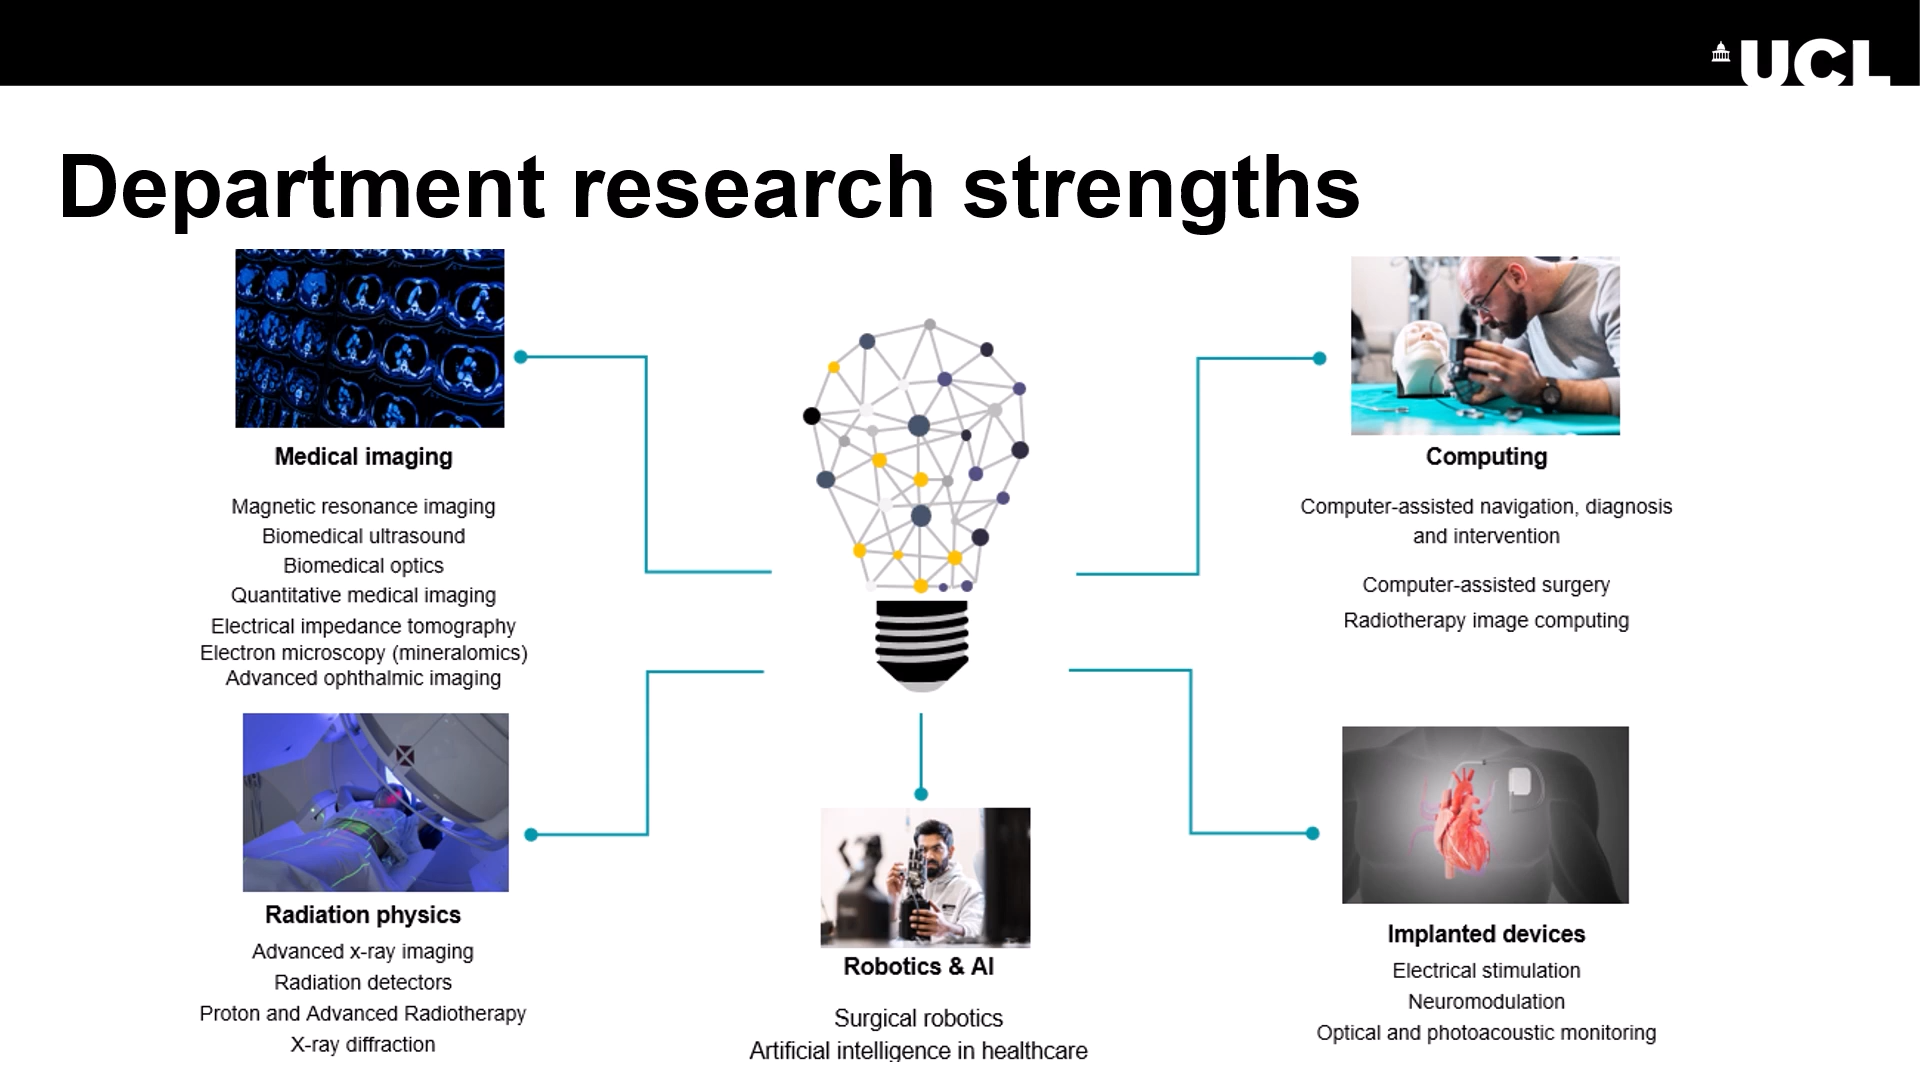 UCL
Department research strengths
Medical imaging
Magnetic resonance imaging
Biomedical ultrasound
Biomedical optics
Quantitative medical imaging
Electrical impedance tomography
Electron microscopy (mineralomics)
Advanced ophthalmic imaging
Computing
Computer-assisted navigation, diagnosis
and intervention
Computer-assisted surgery
Radiotherapy image computing
Radiation physics
Advanced x-ray imaging
Radiation detectors
Proton and Advanced Radiotherapy
X-ray diffraction
Robotics & AI
Surgical robotics
Artificial intelligence in healthcare
Implanted devices
Electrical stimulation
Neuromodulation
Optical and photoacoustic monitoring